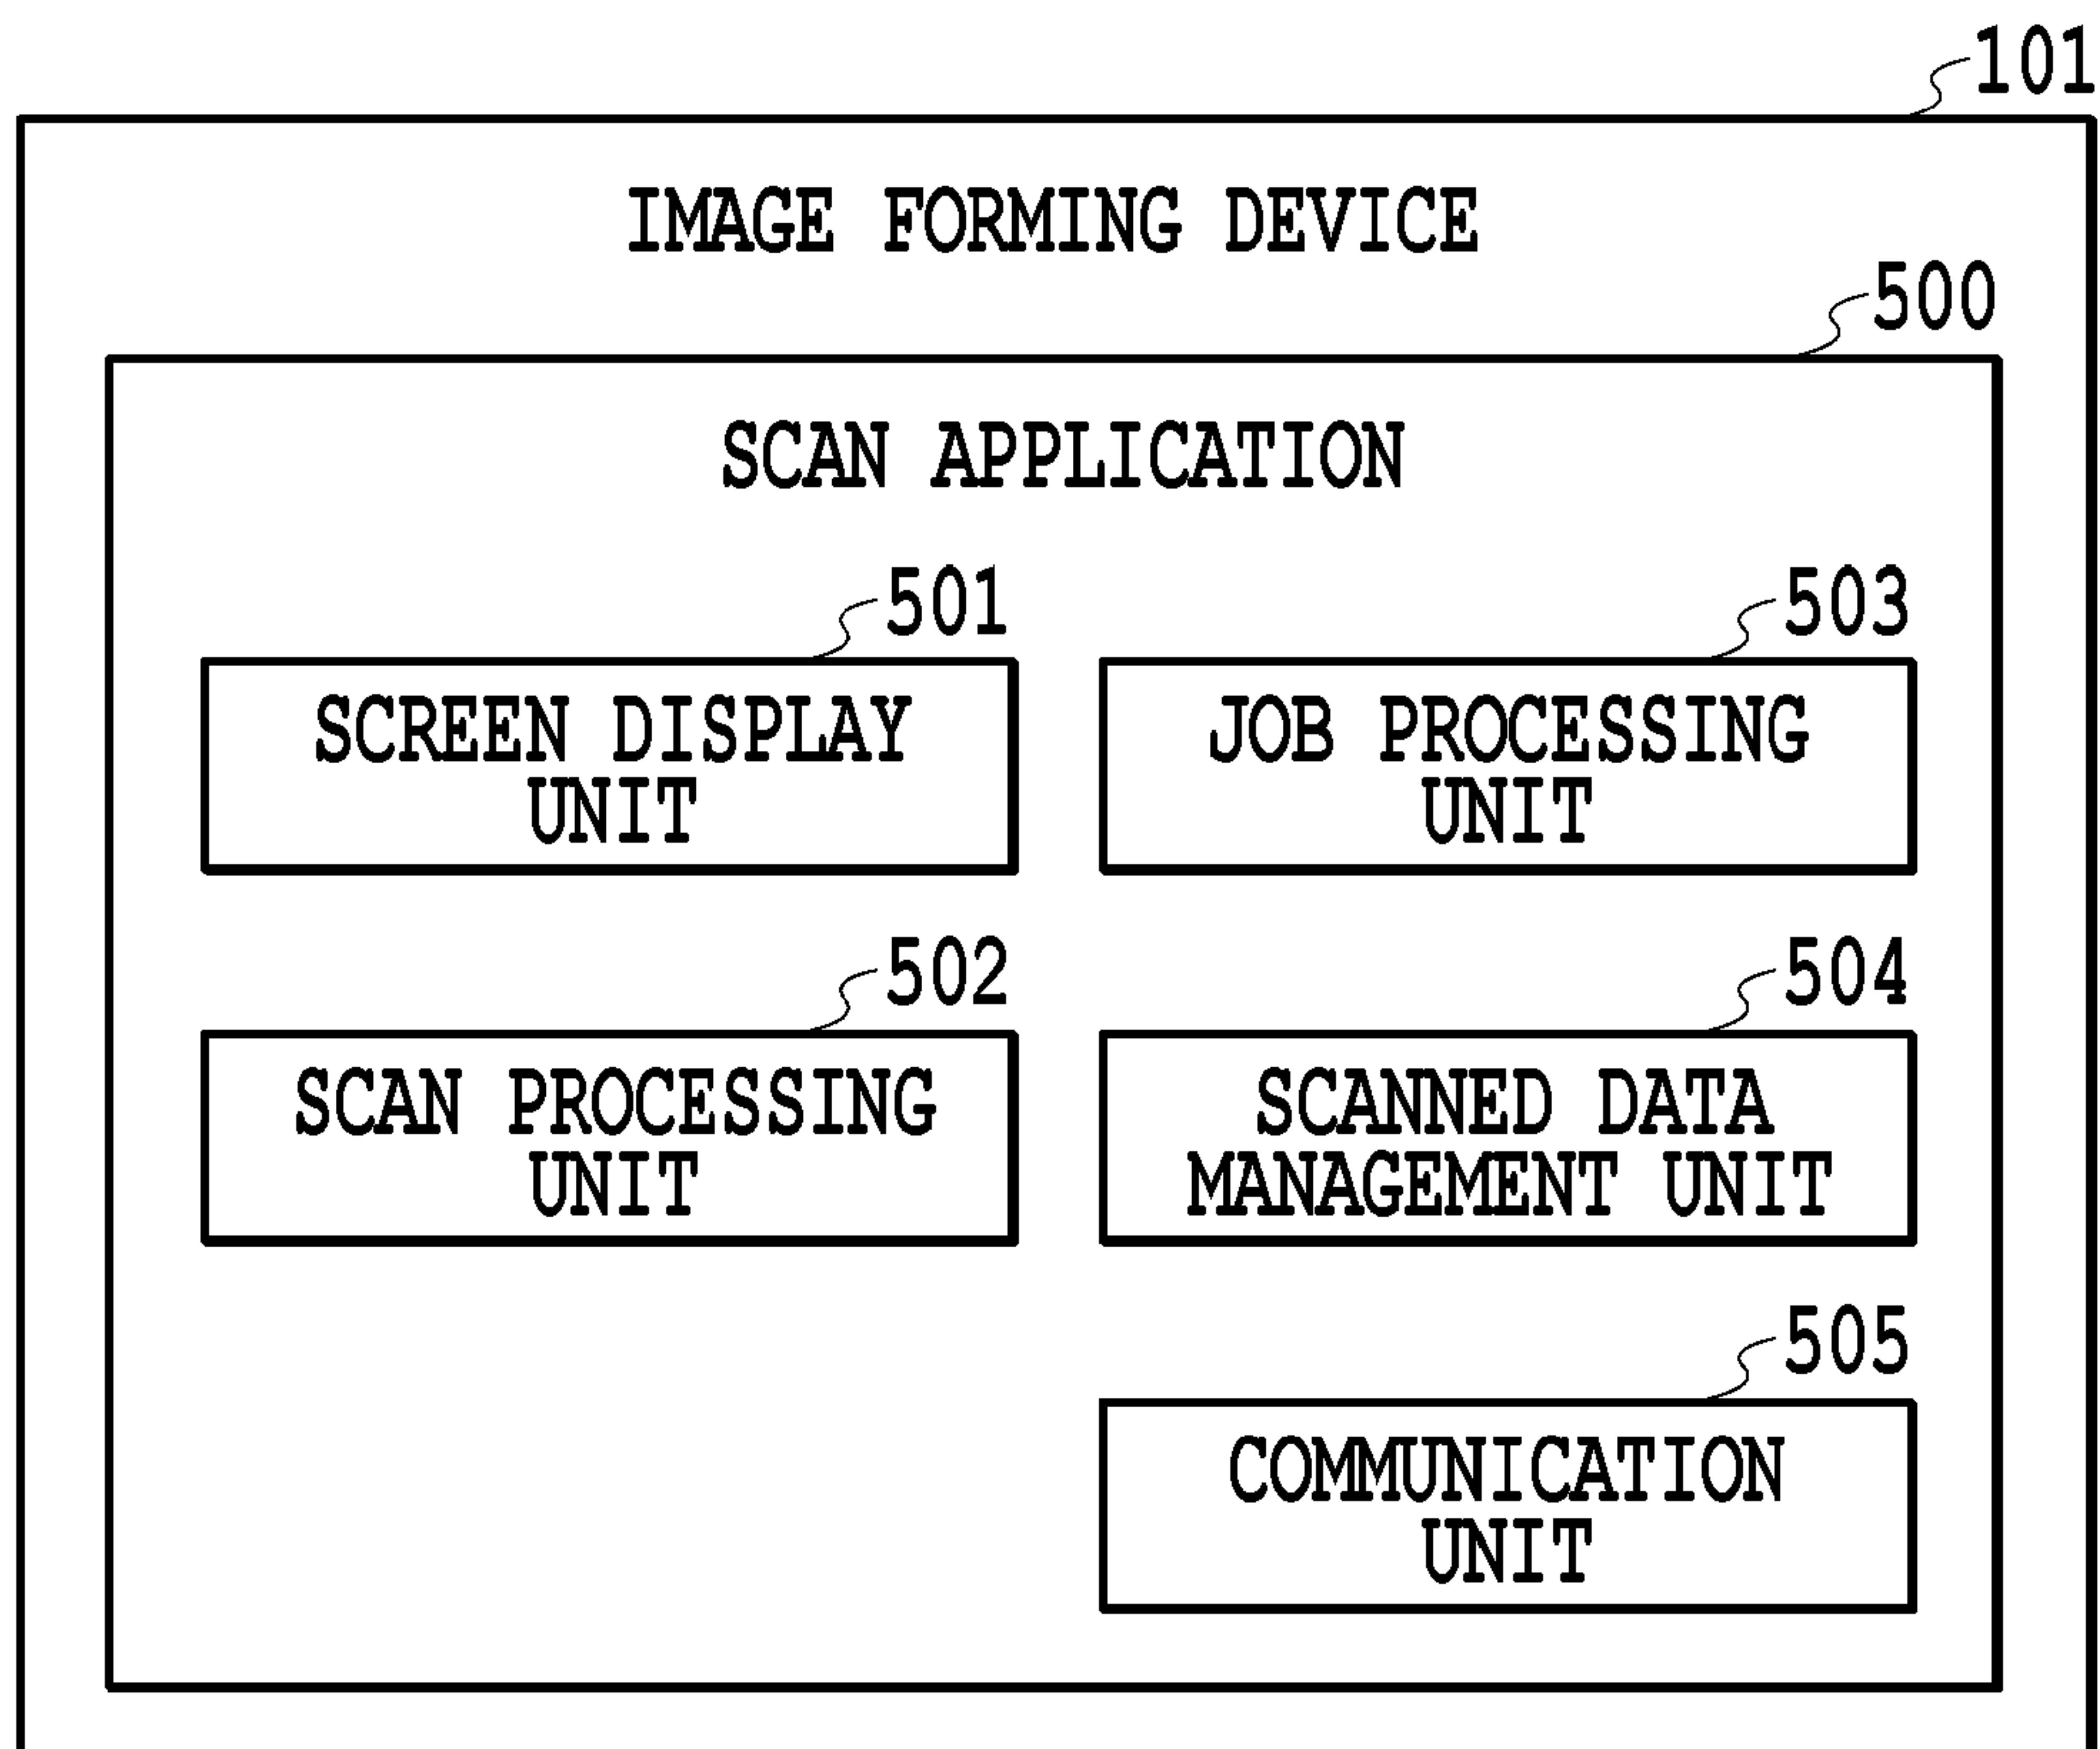 101
IMAGE FORMING DEVICE
500
SCAN APPLICATION
501
SCREEN DISPLAY
UNIT
503
JOB PROCESSING
UNIT
502
SCAN PROCESSING
UNIT
504
SCANNED DATA
MANAGEMENT UNIT
505
COMMUNICATION
UNIT